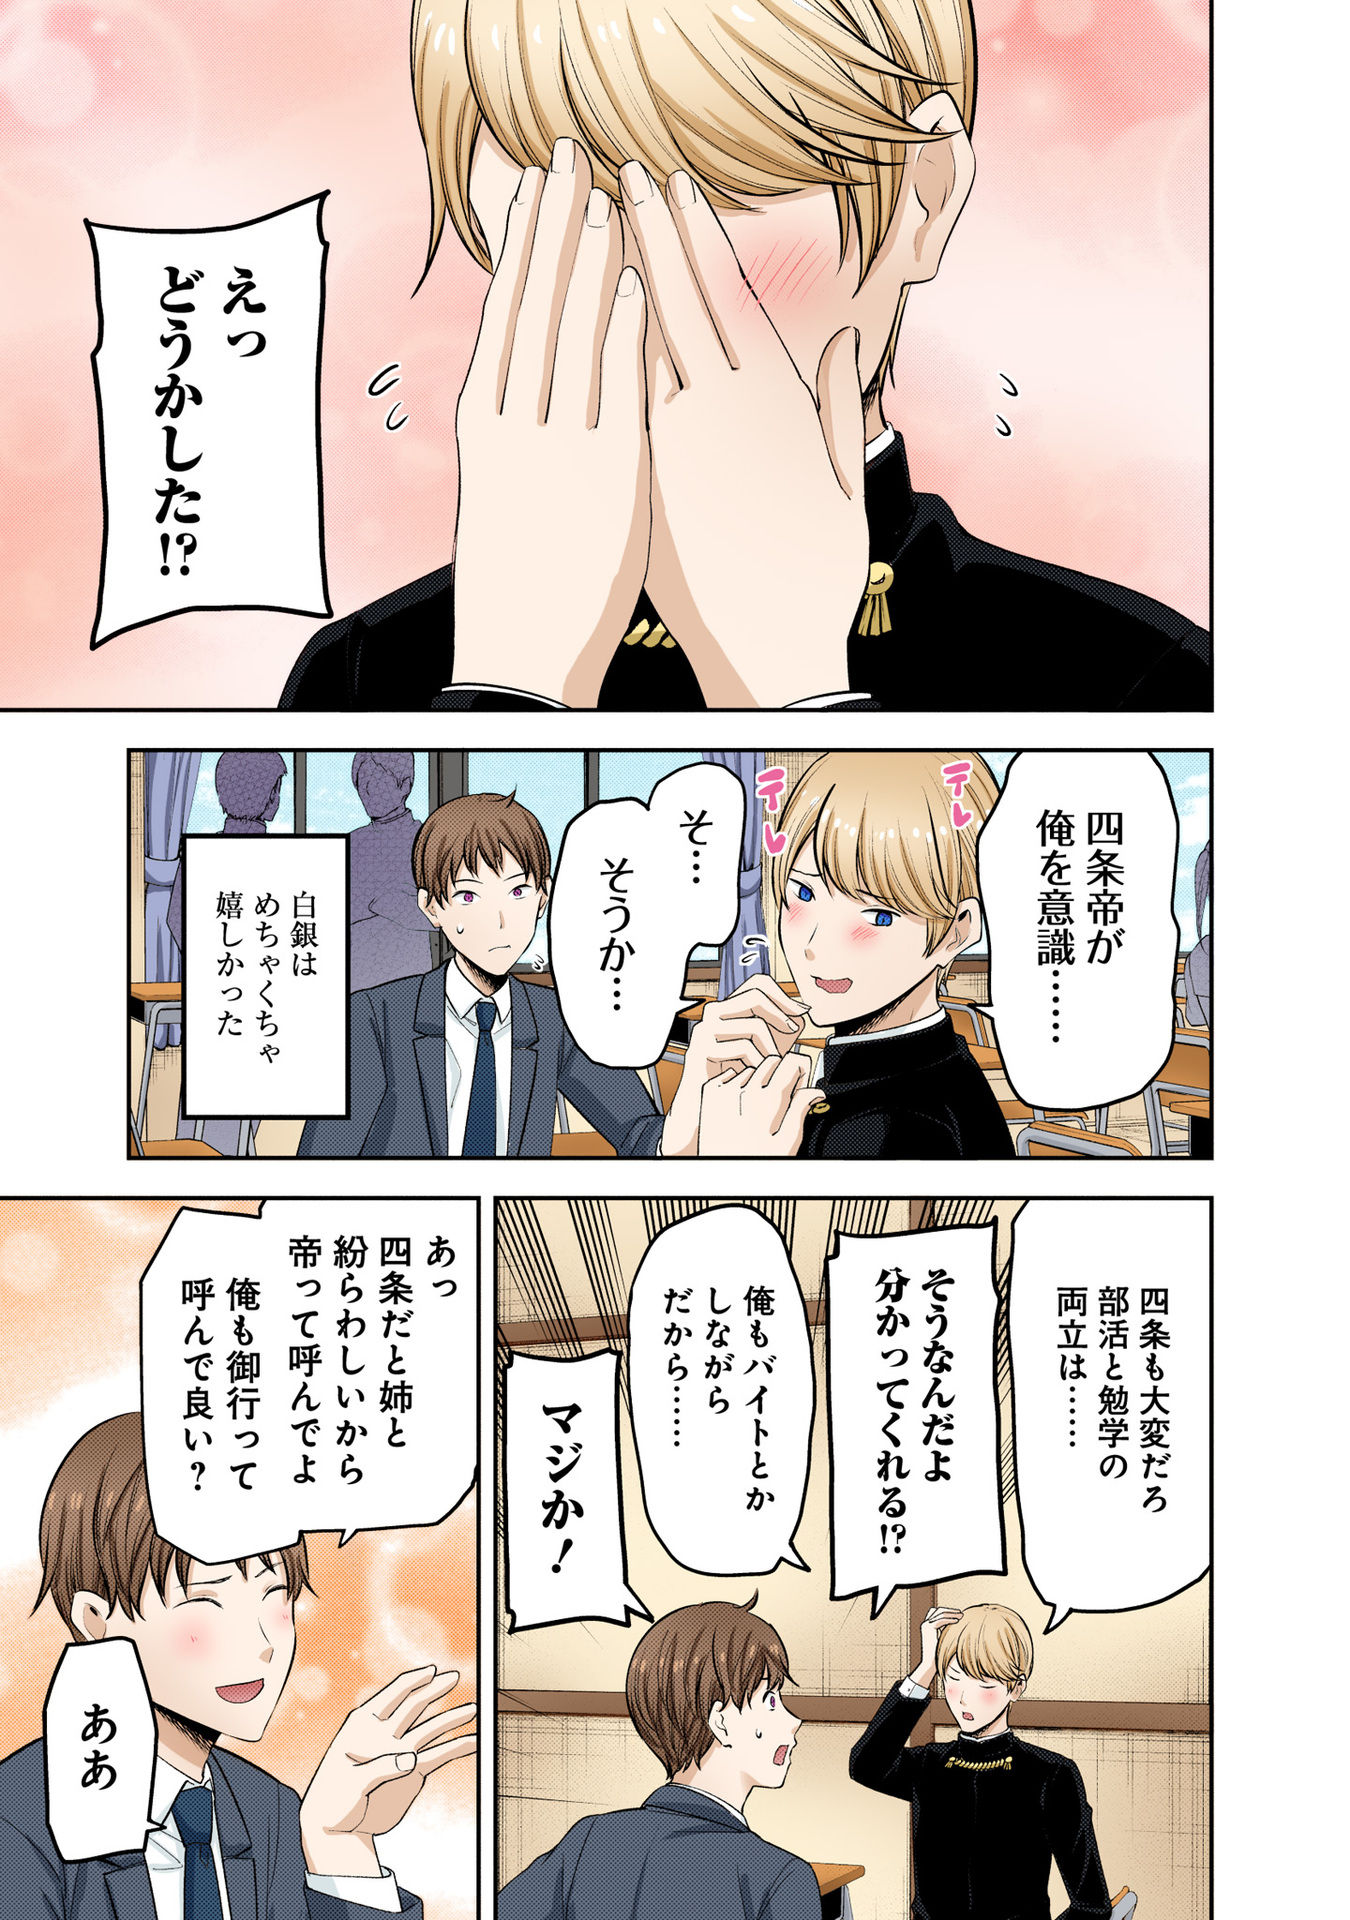 えっ
どうかした!?
四条帝が
俺を意識……
テレ
テレ
そ…
そうか…
白銀は
めちゃくちゃ
嬉しかった
四条も大変だろ
部活と勉学の
両立は……
そうなんだよ
分かってくれる!?
俺もバイトとか
しながら
だから……
マジか!
あっ
四条だと姉と
紛らわしいから
帝って呼んでよ
俺も御行って
呼んで良い?
ああ